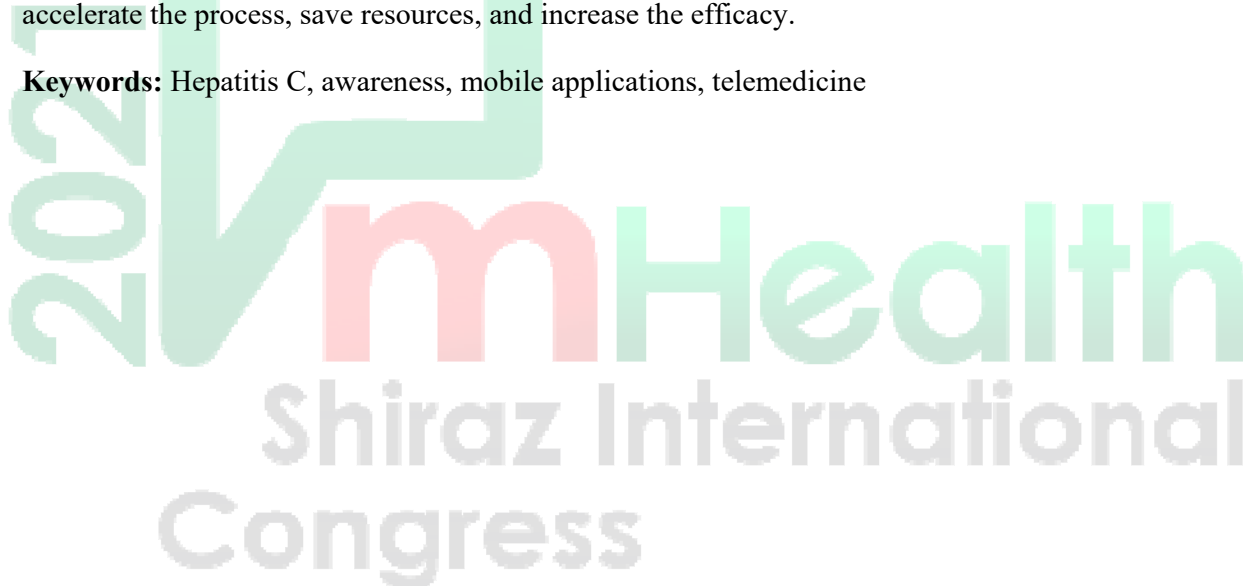 accelerate the process, save resources, and increase the efficacy.
Keywords: Hepatitis C, awareness, mobile applications, telemedicine
2021
mHealth
Shiraz International
Congress